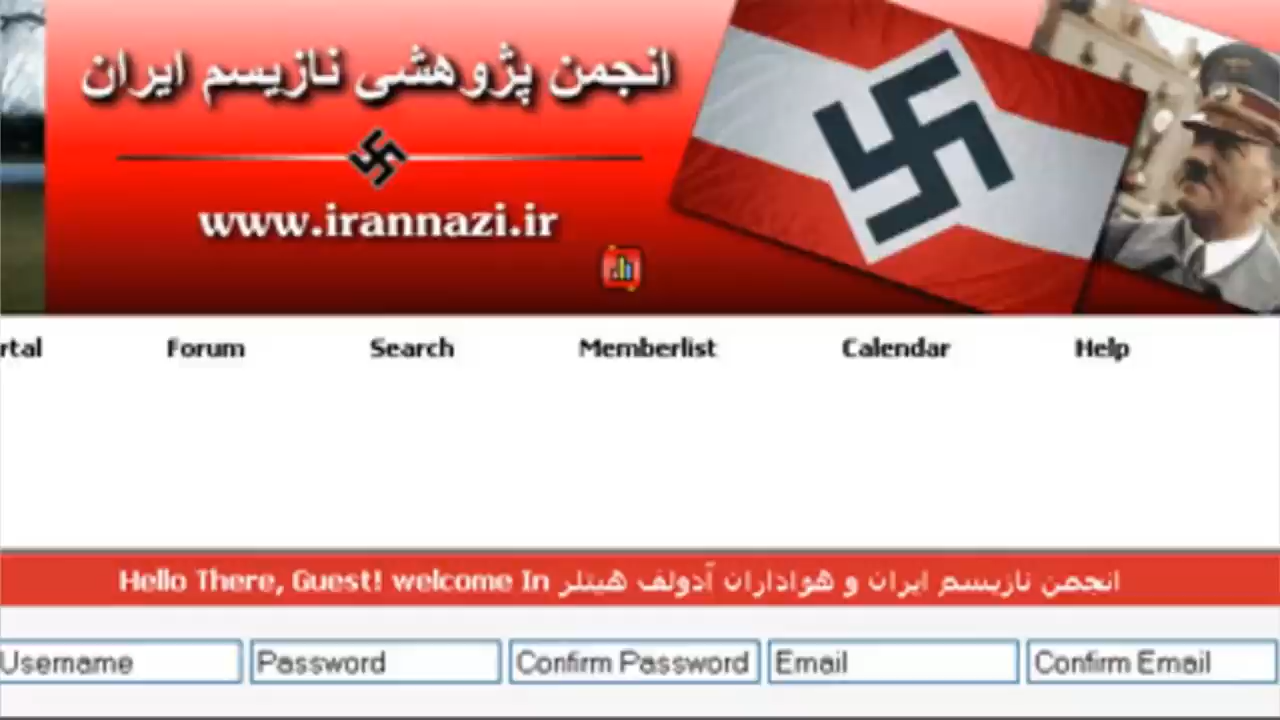 انجمن پژوهشی نازیسم ایران
www.irannazi.ir
rtal Forum Search Memberlist Calendar Help
Hello There, Guest! welcome In انجمن نازیسم ایران و هواداران آدولف هیتلر
Username Password Confirm Password Email Confirm Email